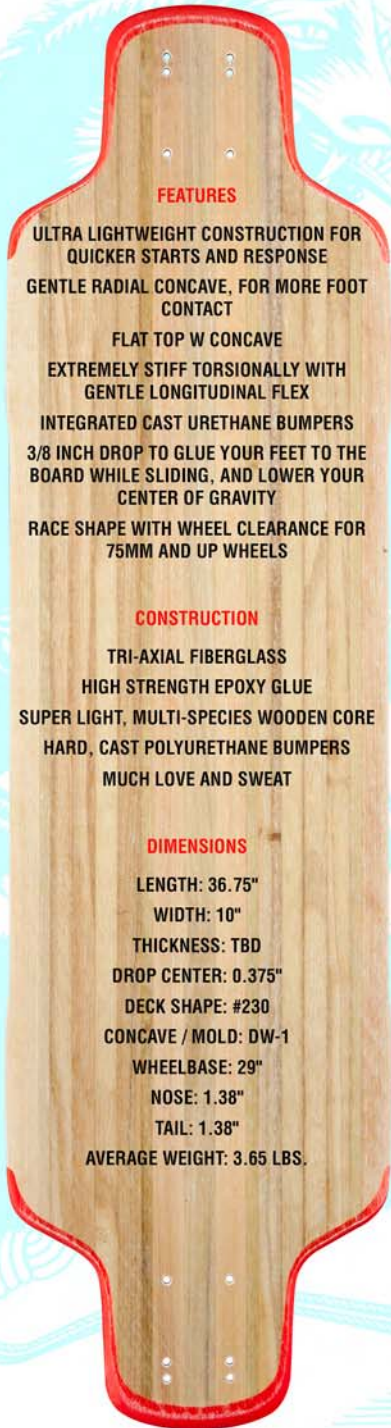 FEATURES
ULTRA LIGHTWEIGHT CONSTRUCTION FOR
QUICKER STARTS AND RESPONSE
GENTLE RADIAL CONCAVE, FOR MORE FOOT
CONTACT
FLAT TOP W CONCAVE
EXTREMELY STIFF TORSIONALLY WITH
GENTLE LONGITUDINAL FLEX
INTEGRATED CAST URETHANE BUMPERS
3/8 INCH DROP TO GLUE YOUR FEET TO THE
BOARD WHILE SLIDING, AND LOWER YOUR
CENTER OF GRAVITY
RACE SHAPE WITH WHEEL CLEARANCE FOR
75MM AND UP WHEELS
CONSTRUCTION
TRI-AXIAL FIBERGLASS
HIGH STRENGTH EPOXY GLUE
SUPER LIGHT, MULTI-SPECIES WOODEN CORE
HARD, CAST POLYURETHANE BUMPERS
MUCH LOVE AND SWEAT
DIMENSIONS
LENGTH: 36.75"
WIDTH: 10"
THICKNESS: TBD
DROP CENTER: 0.375"
DECK SHAPE: #230
CONCAVE / MOLD: DW-1
WHEELBASE: 29"
NOSE: 1.38"
TAIL: 1.38"
AVERAGE WEIGHT: 3.65 LBS.